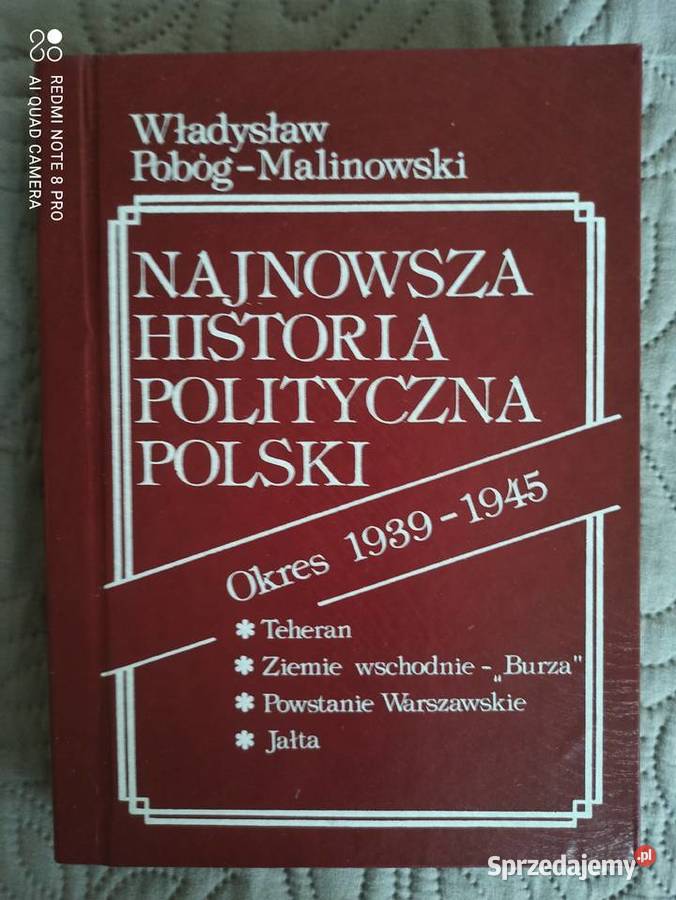 REDMI NOTE 8 PRO
AI QUAD CAMERA
Władysław
Pobóg-Malinowski
NAJNOWSZA
HISTORIA
POLITYCZNA
POLSKI
Okres 1939-1945
* Teheran
* Ziemie wschodnie - „Burza"
* Powstanie Warszawskie
* Jałta
Sprzedajemy.pl